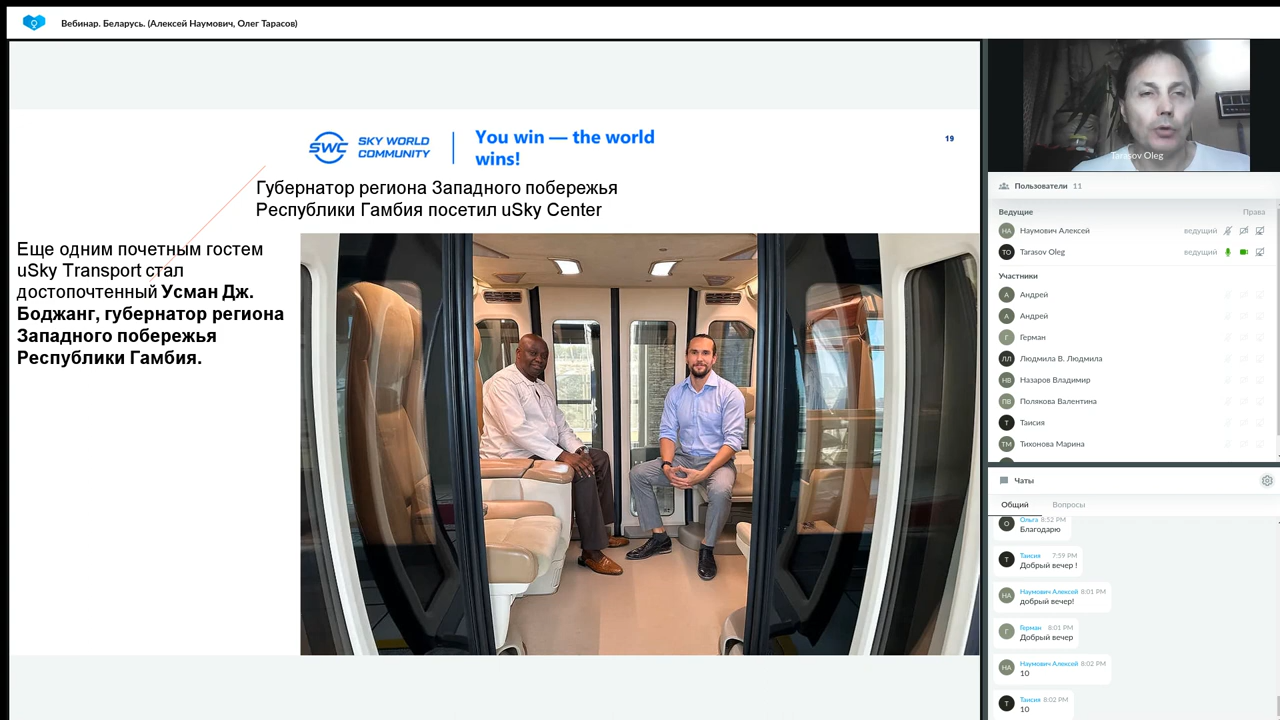 Вебинар. Беларусь. (Алексей Наумович, Олег Тарасов)
SWC
SKY WORLD
COMMUNITY
You win — the world
wins!
19
Губернатор региона Западного побережья
Республики Гамбия посетил uSky Center
Еще одним почетным гостем
uSky Transport стал
достопочтенный Усман Дж.
Боджанг, губернатор региона
Западного побережья
Республики Гамбия.
Tarasov Oleg
Пользователи 11
Ведущие Права
НА Наумович Алексей ведущий
TO Tarasov Oleg ведущий
Участники
А Андрей
А Андрей
Г Герман
ЛЛ Людмила В. Людмила
НВ Назаров Владимир
ПВ Полякова Валентина
Т Таисия
ТМ Тихонова Марина
Чаты
Общий Вопросы
О Ольга 8:52 PM
Благодарю
Т Таисия 7:59 PM
Добрый вечер !
НА Наумович Алексей 8:01 PM
добрый вечер!
Г Герман 8:01 PM
Добрый вечер
НА Наумович Алексей 8:02 PM
10
Т Таисия 8:02 PM
10